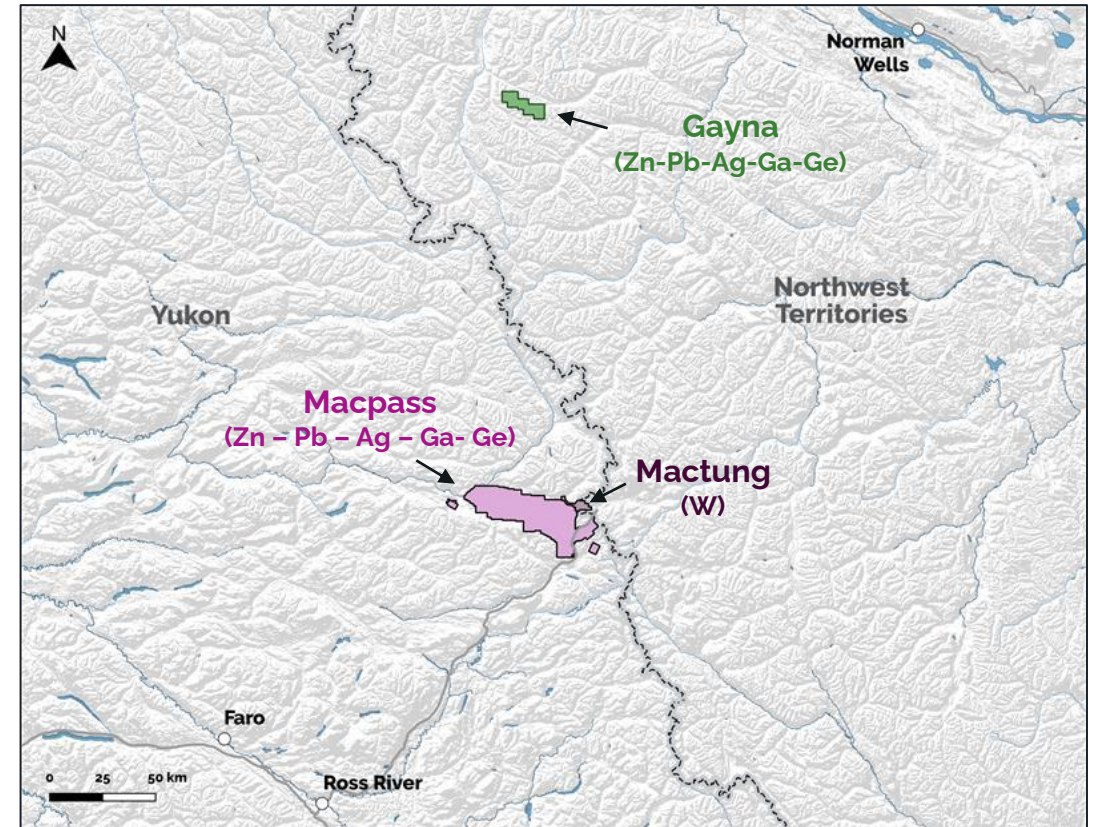 N
Norman
Wells
Gayna
(Zn-Pb-Ag-Ga-Ge)
Northwest
Territories
Yukon
Macpass
(Zn – Pb – Ag – Ga- Ge)
Mactung
(W)
Faro
Ross River
0 25 50 km